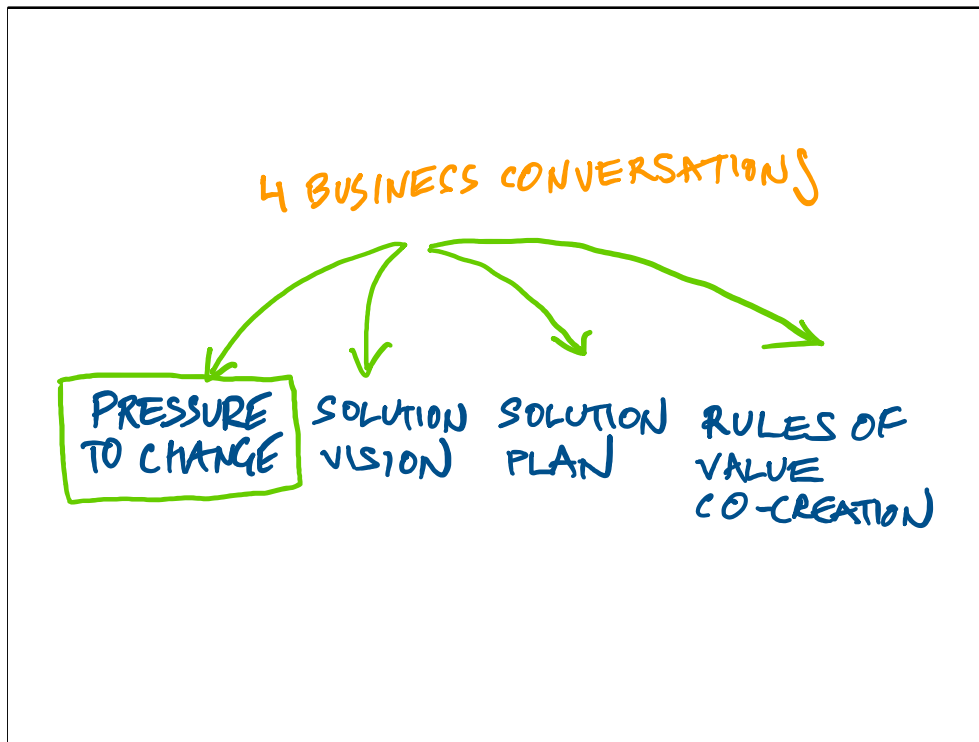 4 BUSINESS CONVERSATIONS
PRESSURE
TO CHANGE
SOLUTION
VISION
SOLUTION
PLAN
RULES OF
VALUE
CO-CREATION